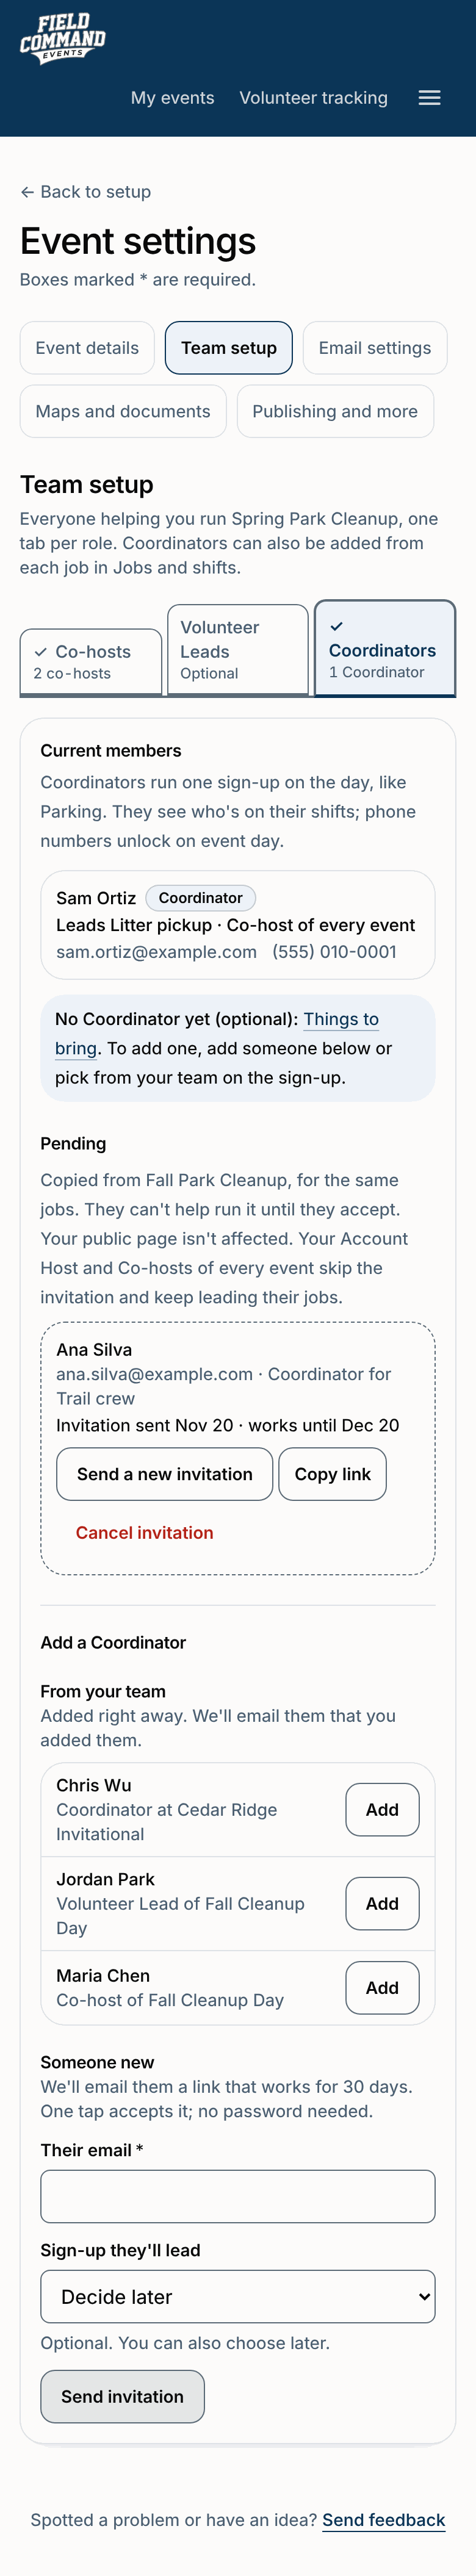 FIELD
COMMAND
EVENTS
My events
Volunteer tracking
← Back to setup
Event settings
Boxes marked * are required.
Event details
Team setup
Email settings
Maps and documents
Publishing and more
Team setup
Everyone helping you run Spring Park Cleanup, one
tab per role. Coordinators can also be added from
each job in Jobs and shifts.
✓ Co-hosts
2 co-hosts
Volunteer
Leads
Optional
✓
Coordinators
1 Coordinator
Current members
Coordinators run one sign-up on the day, like
Parking. They see who's on their shifts; phone
numbers unlock on event day.
Sam Ortiz Coordinator
Leads Litter pickup · Co-host of every event
sam.ortiz@example.com (555) 010-0001
No Coordinator yet (optional): Things to
bring. To add one, add someone below or
pick from your team on the sign-up.
Pending
Copied from Fall Park Cleanup, for the same
jobs. They can't help run it until they accept.
Your public page isn't affected. Your Account
Host and Co-hosts of every event skip the
invitation and keep leading their jobs.
Ana Silva
ana.silva@example.com · Coordinator for
Trail crew
Invitation sent Nov 20 · works until Dec 20
Send a new invitation
Copy link
Cancel invitation
Add a Coordinator
From your team
Added right away. We'll email them that you
added them.
Chris Wu
Coordinator at Cedar Ridge
Invitational
Add
Jordan Park
Volunteer Lead of Fall Cleanup
Day
Add
Maria Chen
Co-host of Fall Cleanup Day
Add
Someone new
We'll email them a link that works for 30 days.
One tap accepts it; no password needed.
Their email *
Sign-up they'll lead
Decide later
Optional. You can also choose later.
Send invitation
Spotted a problem or have an idea? Send feedback